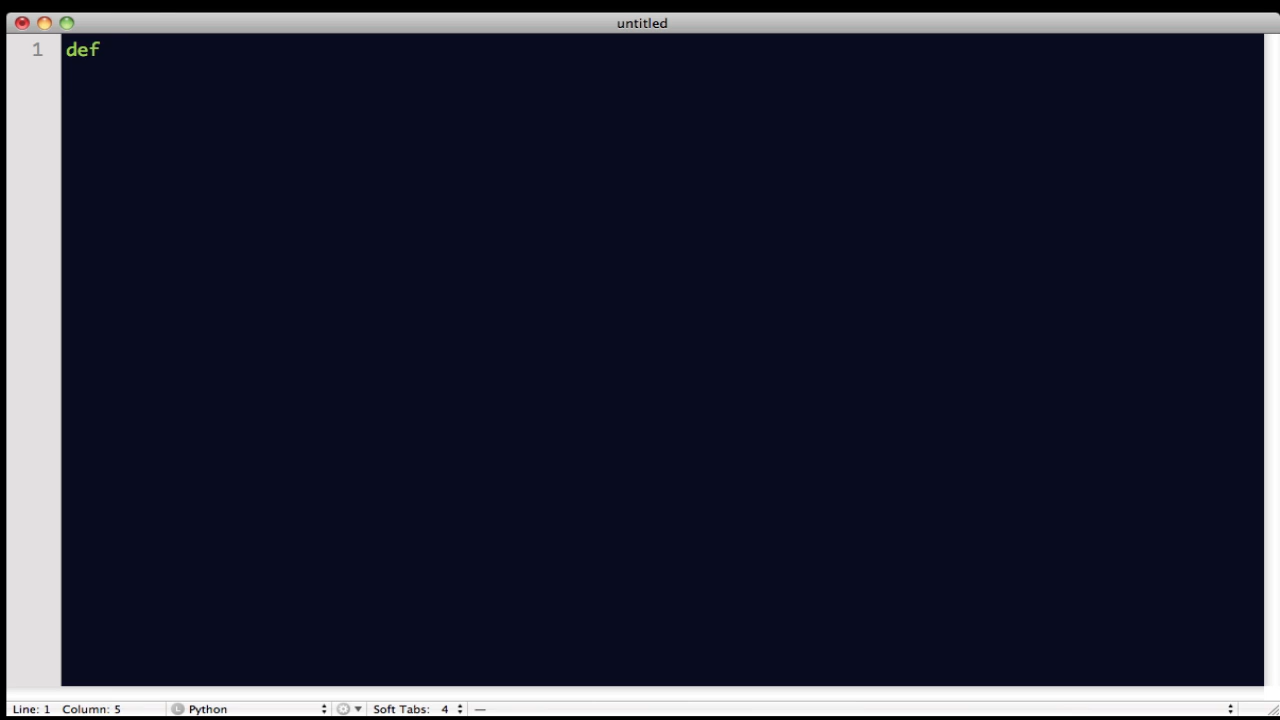 untitled
1 def
Line: 1 Column: 5 L Python Soft Tabs: 4 —